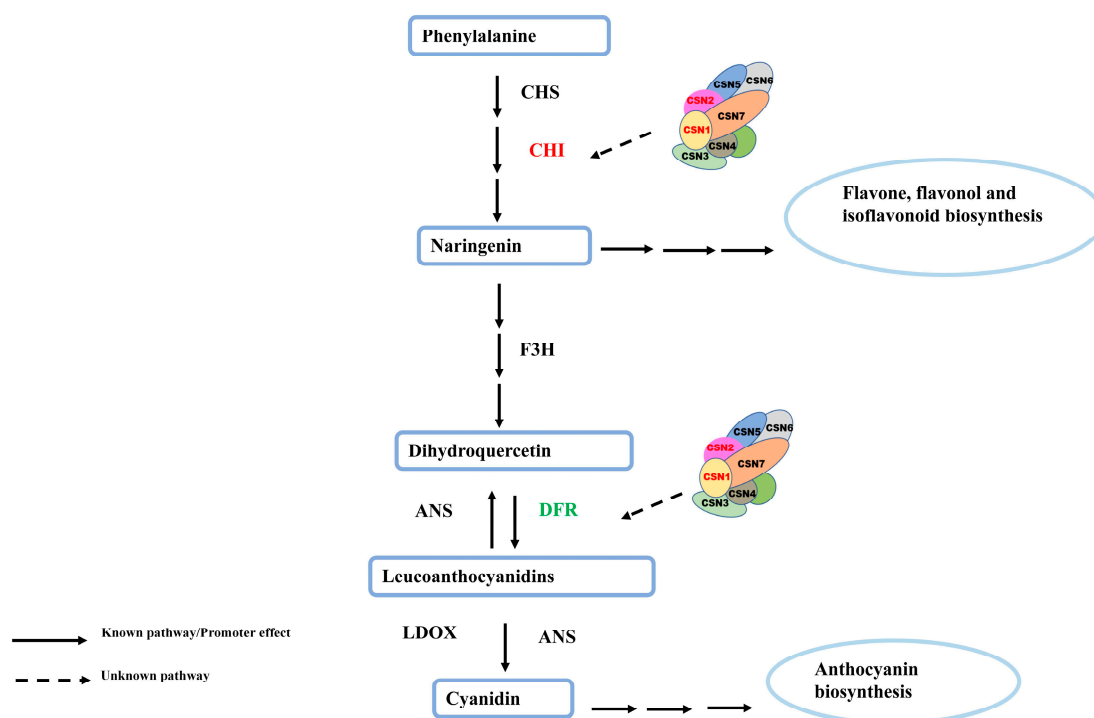 Phenylalanine
CHS
CSN5
CSN6
CSN2
CSN7
CSN1
CSN4
CSN3
CHI
Flavone, flavonol and
isoflavonoid biosynthesis
Naringenin
F3H
CSN5
CSN6
CSN2
CSN7
CSN1
CSN4
CSN3
Dihydroquercetin
ANS
DFR
Leucoanthocyanidins
LDOX
ANS
Known pathway/Promoter effect
Unknown pathway
Cyanidin
Anthocyanin
biosynthesis